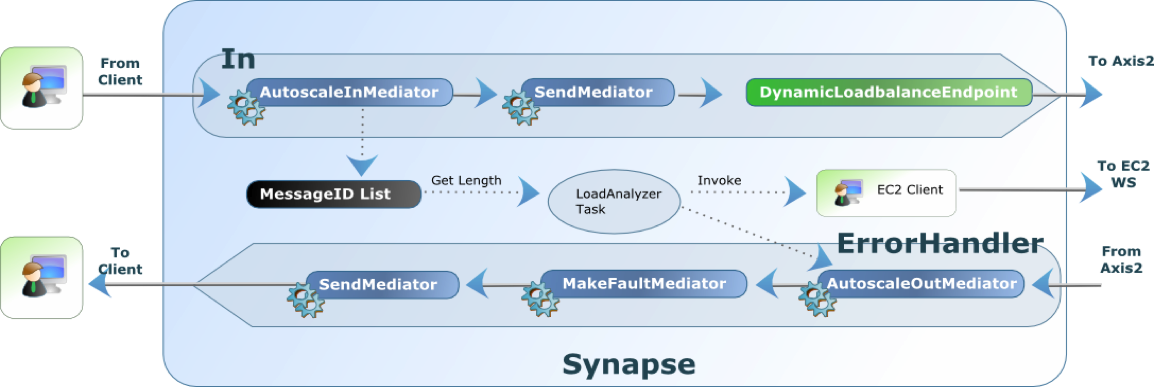 In
From
Client
AutoscaleInMediator
SendMediator
DynamicLoadbalanceEndpoint
To Axis2
MessageID List
Get Length
LoadAnalyzer
Task
Invoke
EC2 Client
To EC2
WS
ErrorHandler
To
Client
SendMediator
MakeFaultMediator
AutoscaleOutMediator
From
Axis2
Synapse